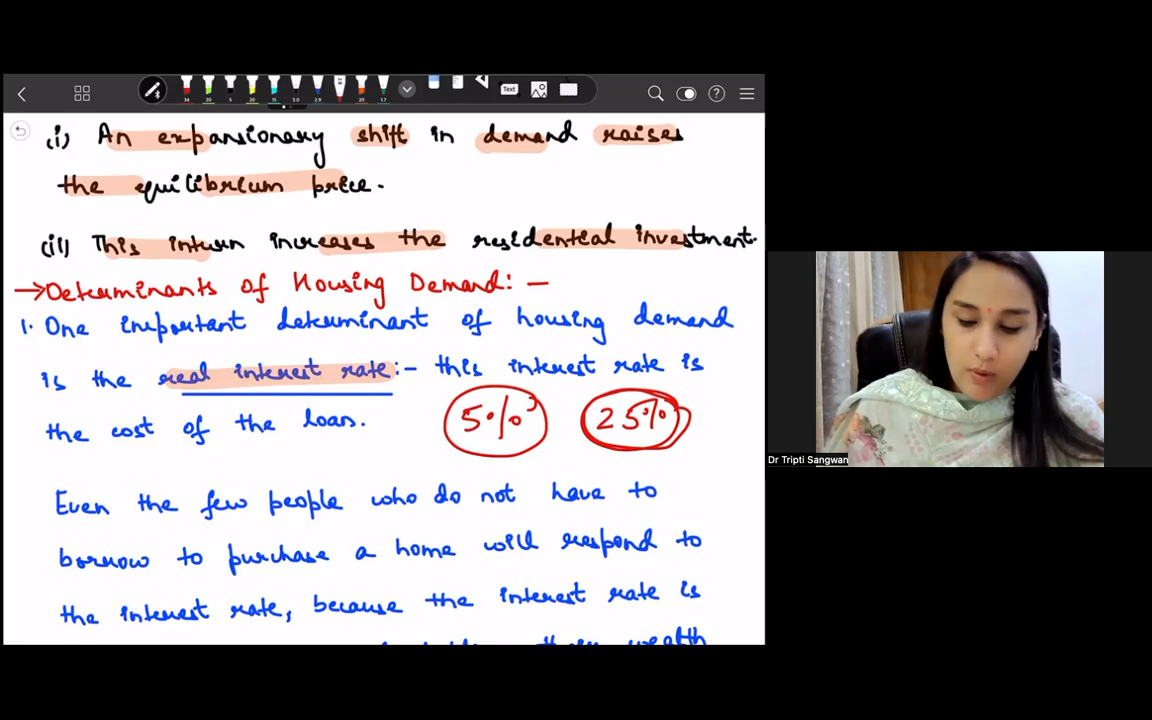 Text
(i) An expansionary shift in demand raises
the equilibrium price.
(ii) This inturn increases the residential investment.
→ Determinants of Housing Demand: —
1. One important determinant of housing demand
is the real interest rate :- this interest rate is
the cost of the loan.
5% 25%
Even the few people who do not have to
borrow to purchase a home will respond to
the interest rate, because the interest rate is
their wealth
Dr Tripti Sangwan